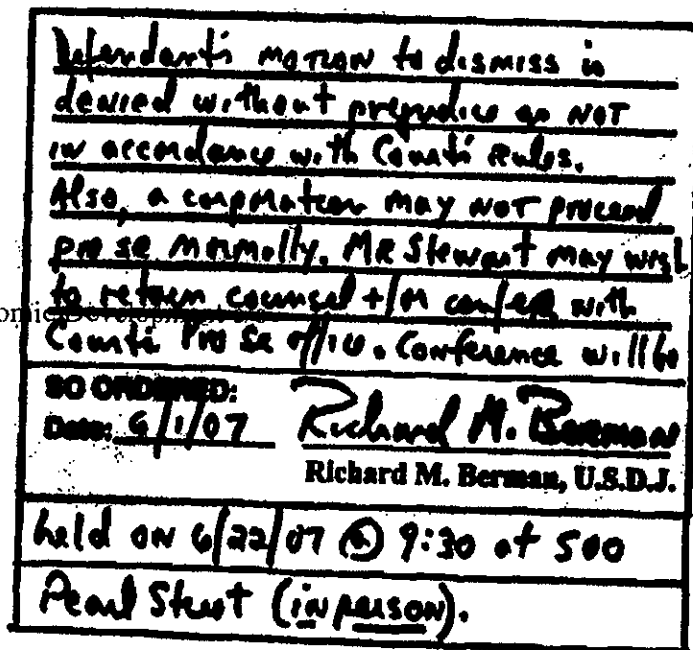 Defendant's motion to dismiss is
denied without prejudice as NOT
in accordance with Court's Rules.
Also, a corporation may NOT proceed
pro se normally. Mr Stewart may wish
to retain counsel +/or confer with
Court's Pro Se office. Conference will be
SO ORDERED:
Date: 6/1/07 Richard M. Berman
Richard M. Berman, U.S.D.J.
held on 6/22/07 @ 9:30 at 500
Pearl Street (in person).